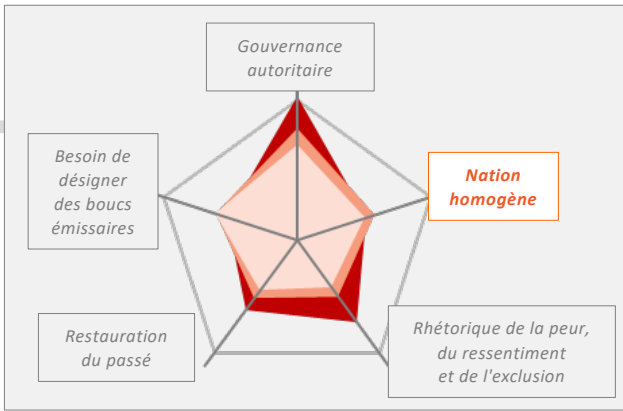 Gouvernance
autoritaire
Besoin de
désigner
des boucs
émissaires
Nation
homogène
Restauration
du passé
Rhétorique de la peur,
du ressentiment
et de l'exclusion